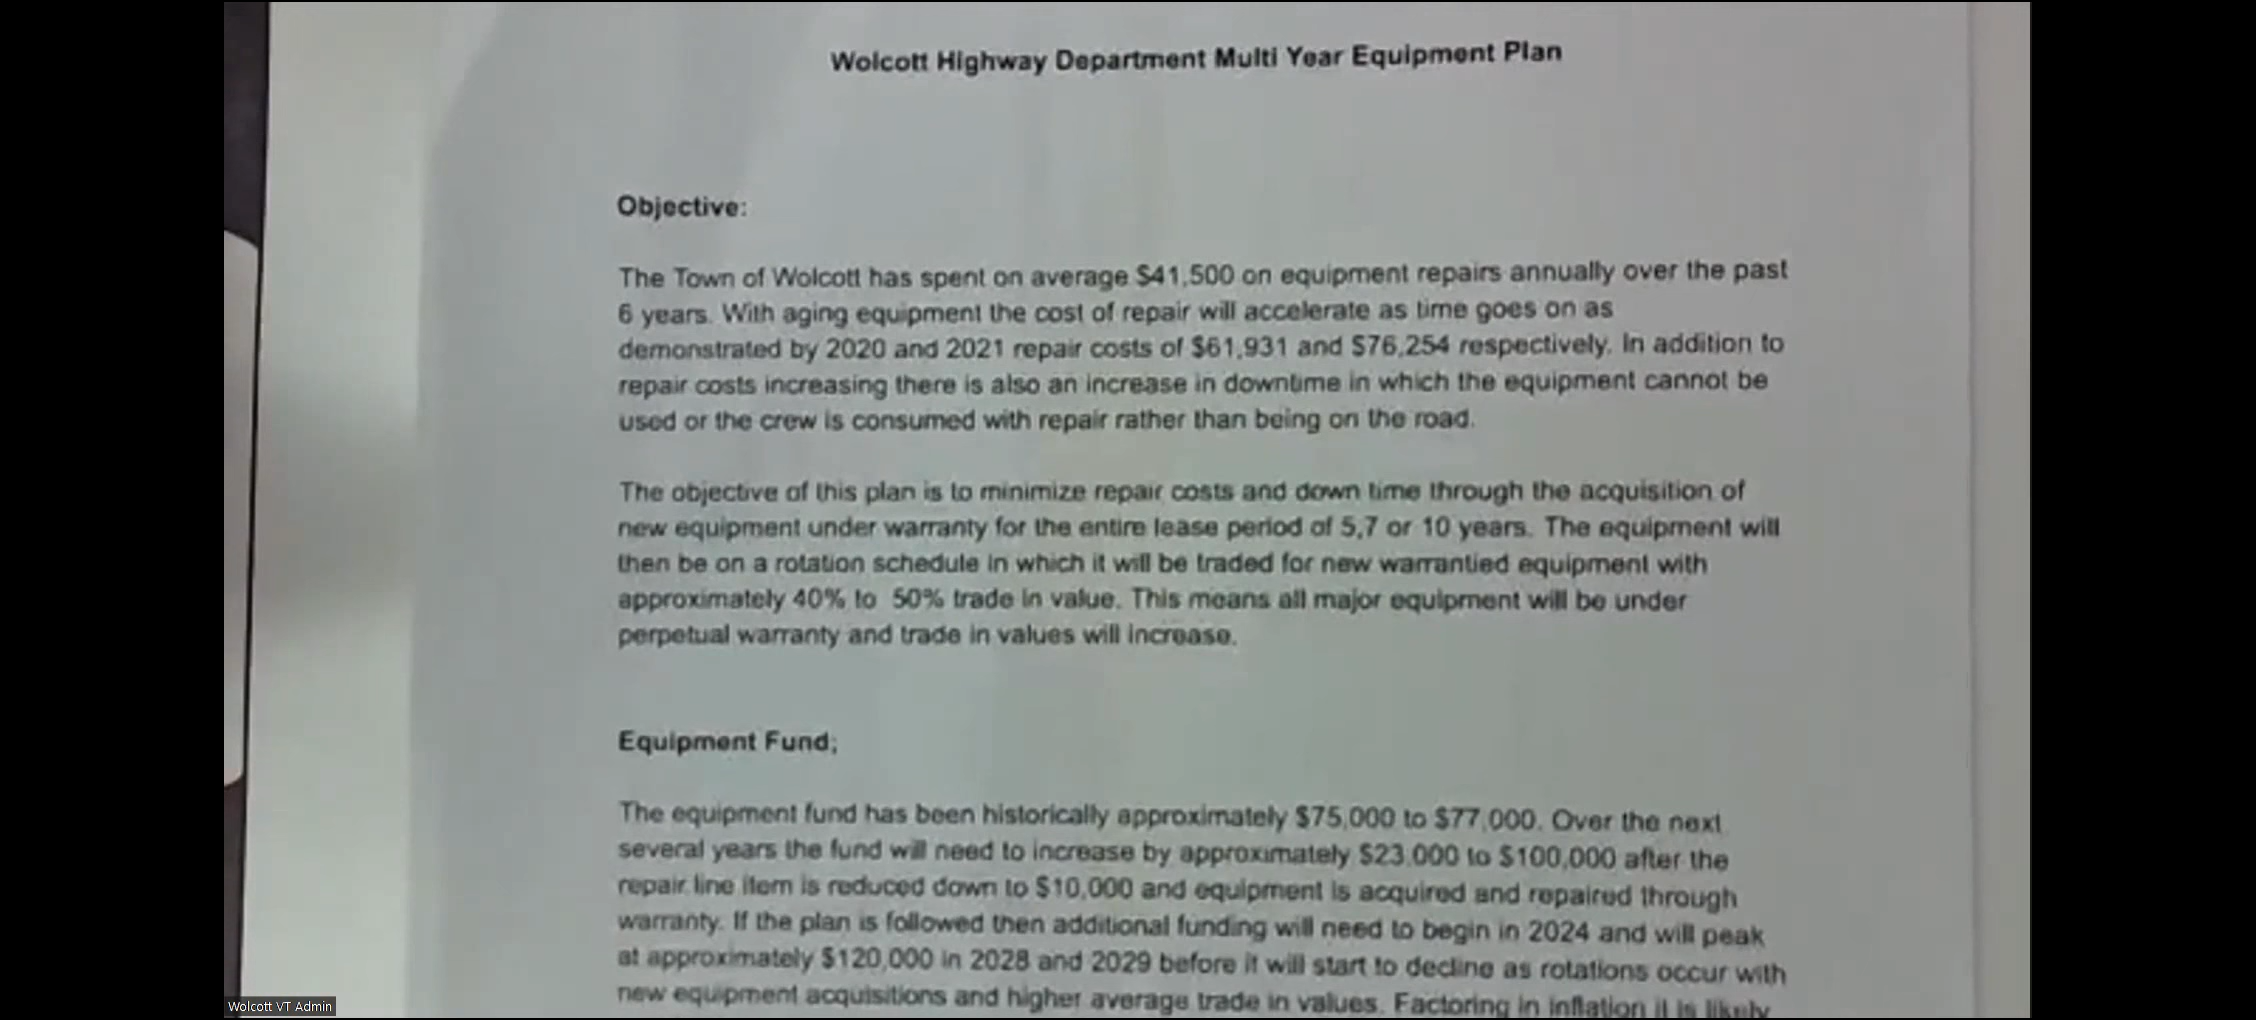 Wolcott Highway Department Multi Year Equipment Plan
Objective:
The Town of Wolcott has spent on average $41,500 on equipment repairs annually over the past
6 years. With aging equipment the cost of repair will accelerate as time goes on as
demonstrated by 2020 and 2021 repair costs of $61,931 and $76,254 respectively. In addition to
repair costs increasing there is also an increase in downtime in which the equipment cannot be
used or the crew is consumed with repair rather than being on the road.
The objective of this plan is to minimize repair costs and down time through the acquisition of
new equipment under warranty for the entire lease period of 5,7 or 10 years. The equipment will
then be on a rotation schedule in which it will be traded for new warrantied equipment with
approximately 40% to 50% trade in value. This means all major equipment will be under
perpetual warranty and trade in values will increase.
Equipment Fund;
The equipment fund has been historically approximately $75,000 to $77,000. Over the next
several years the fund will need to increase by approximately $23,000 to $100,000 after the
repair line item is reduced down to $10,000 and equipment is acquired and repaired through
warranty. If the plan is followed then additional funding will need to begin in 2024 and will peak
at approximately $120,000 in 2028 and 2029 before it will start to decline as rotations occur with
new equipment acquisitions and higher average trade in values. Factoring in inflation it is likely
Wolcott VT Admin